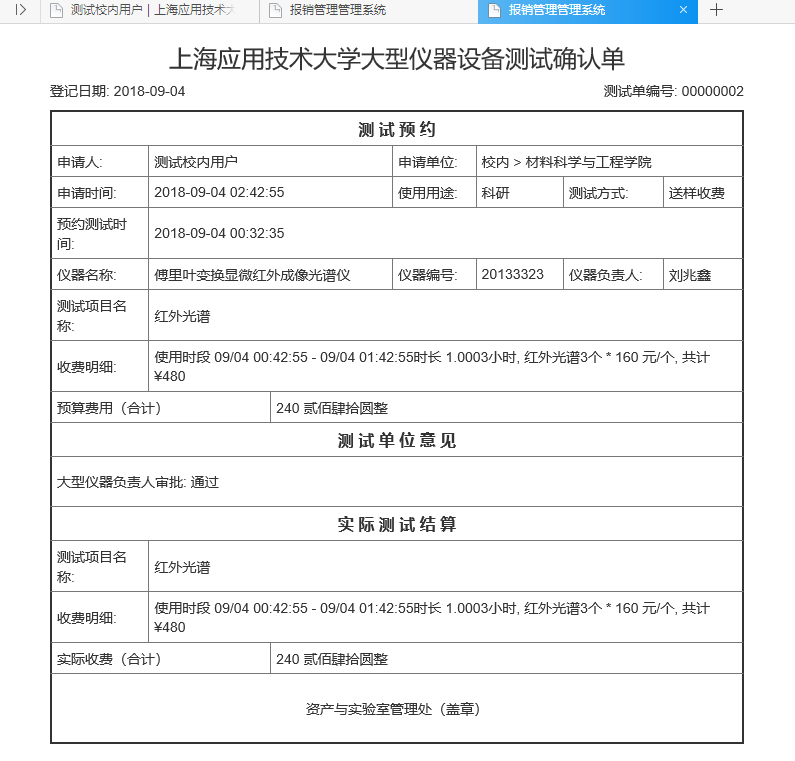 测试校内用户 | 上海应用技术大
报销管理管理系统
报销管理管理系统
上海应用技术大学大型仪器设备测试确认单
登记日期: 2018-09-04 测试单编号: 00000002
测试预约
申请人: 测试校内用户 申请单位: 校内 > 材料科学与工程学院
申请时间: 2018-09-04 02:42:55 使用用途: 科研 测试方式: 送样收费
预约测试时
间:
2018-09-04 00:32:35
仪器名称: 傅里叶变换显微红外成像光谱仪 仪器编号: 20133323 仪器负责人: 刘兆鑫
测试项目名
称:
红外光谱
收费明细:
使用时段 09/04 00:42:55 - 09/04 01:42:55时长 1.0003小时, 红外光谱3个 * 160 元/个, 共计
¥480
预算费用（合计） 240 贰佰肆拾圆整
测试单位意见
大型仪器负责人审批: 通过
实际测试结算
测试项目名
称:
红外光谱
收费明细:
使用时段 09/04 00:42:55 - 09/04 01:42:55时长 1.0003小时, 红外光谱3个 * 160 元/个, 共计
¥480
实际收费（合计） 240 贰佰肆拾圆整
资产与实验室管理处（盖章）